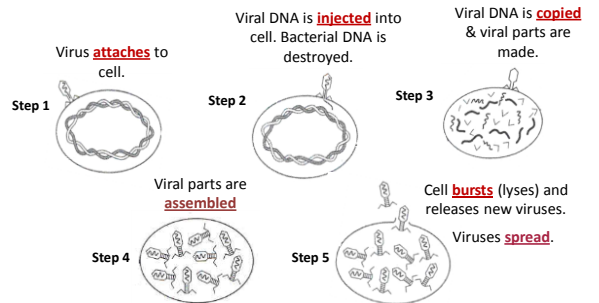 Virus attaches to
cell.
Step 1
Viral DNA is injected into
cell. Bacterial DNA is
destroyed.
Step 2
Viral DNA is copied
& viral parts are
made.
Step 3
Viral parts are
assembled
Step 4
Cell bursts (lyses) and
releases new viruses.
Viruses spread.
Step 5